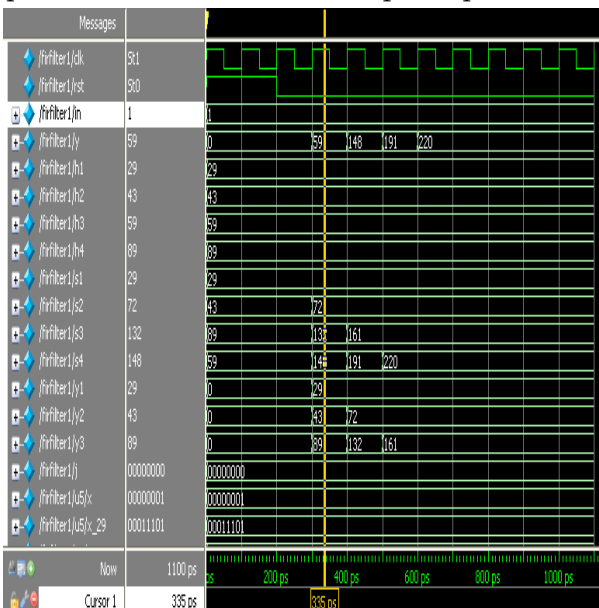 Messages
/firfilter1/clk St1
/firfilter1/rst St0
/firfilter1/in 1 1
/firfilter1/y 59 0 59 148 191 220
/firfilter1/h1 29 29
/firfilter1/h2 43 43
/firfilter1/h3 59 59
/firfilter1/h4 89 89
/firfilter1/s1 29 29
/firfilter1/s2 72 43 72
/firfilter1/s3 132 89 132 161
/firfilter1/s4 148 59 148 191 220
/firfilter1/y1 29 0 29
/firfilter1/y2 43 0 43 72
/firfilter1/y3 89 0 89 132 161
/firfilter1/j 00000000 00000000
/firfilter1/u5/x 00000001 00000001
/firfilter1/u5/x_29 00011101 00011101
Now 1100 ps ps 200 ps 400 ps 600 ps 800 ps 1000 ps
Cursor 1 335 ps 335 ps